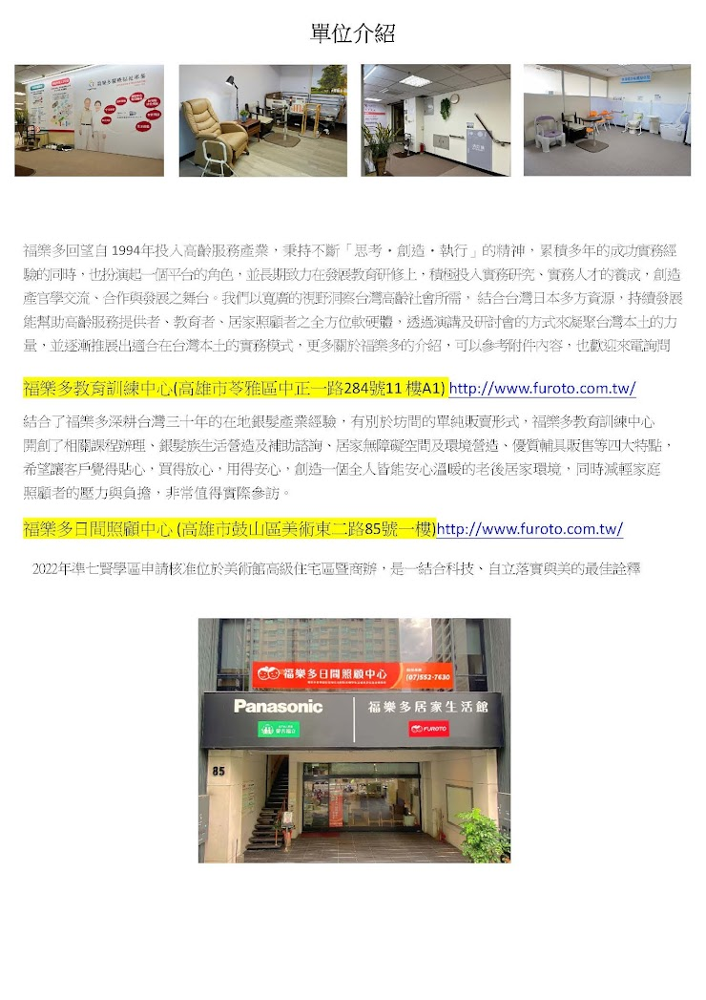 單位介紹
福樂多醫療福祉事業
福樂多回望自 1994年投入高齡服務產業，秉持不斷「思考・創造・執行」的精神，累積多年的成功實務經
驗的同時，也扮演起一個平台的角色，並長期致力在發展教育研修上，積極投入實務研究、實務人才的養成，創造
產官學交流、合作與發展之舞台。我們以寬廣的視野洞察台灣高齡社會所需， 結合台灣日本多方資源，持續發展
能幫助高齡服務提供者、教育者、居家照顧者之全方位軟硬體，透過演講及研討會的方式來凝聚台灣本土的力
量，並逐漸推展出適合在台灣本土的實務模式，更多關於福樂多的介紹，可以參考附件內容，也歡迎來電詢問
福樂多教育訓練中心(高雄市苓雅區中正一路284號11 樓A1) http://www.furoto.com.tw/
結合了福樂多深耕台灣三十年的在地銀髮產業經驗，有別於坊間的單純販賣形式，福樂多教育訓練中心
開創了相關課程辦理、銀髮族生活營造及補助諮詢、居家無障礙空間及環境營造、優質輔具販售等四大特點，
希望讓客戶覺得貼心，買得放心，用得安心，創造一個全人皆能安心溫暖的老後居家環境，同時減輕家庭
照顧者的壓力與負擔，非常值得實際參訪。
福樂多日間照顧中心 (高雄市鼓山區美術東二路85號一樓)http://www.furoto.com.tw/
2022年準七賢學區申請核准位於美術館高級住宅區暨商辦，是一結合科技、自立落實與美的最佳詮釋
福樂多日間照顧中心
(07)552-7630
Panasonic
福樂多居家生活館
FUROTO
85